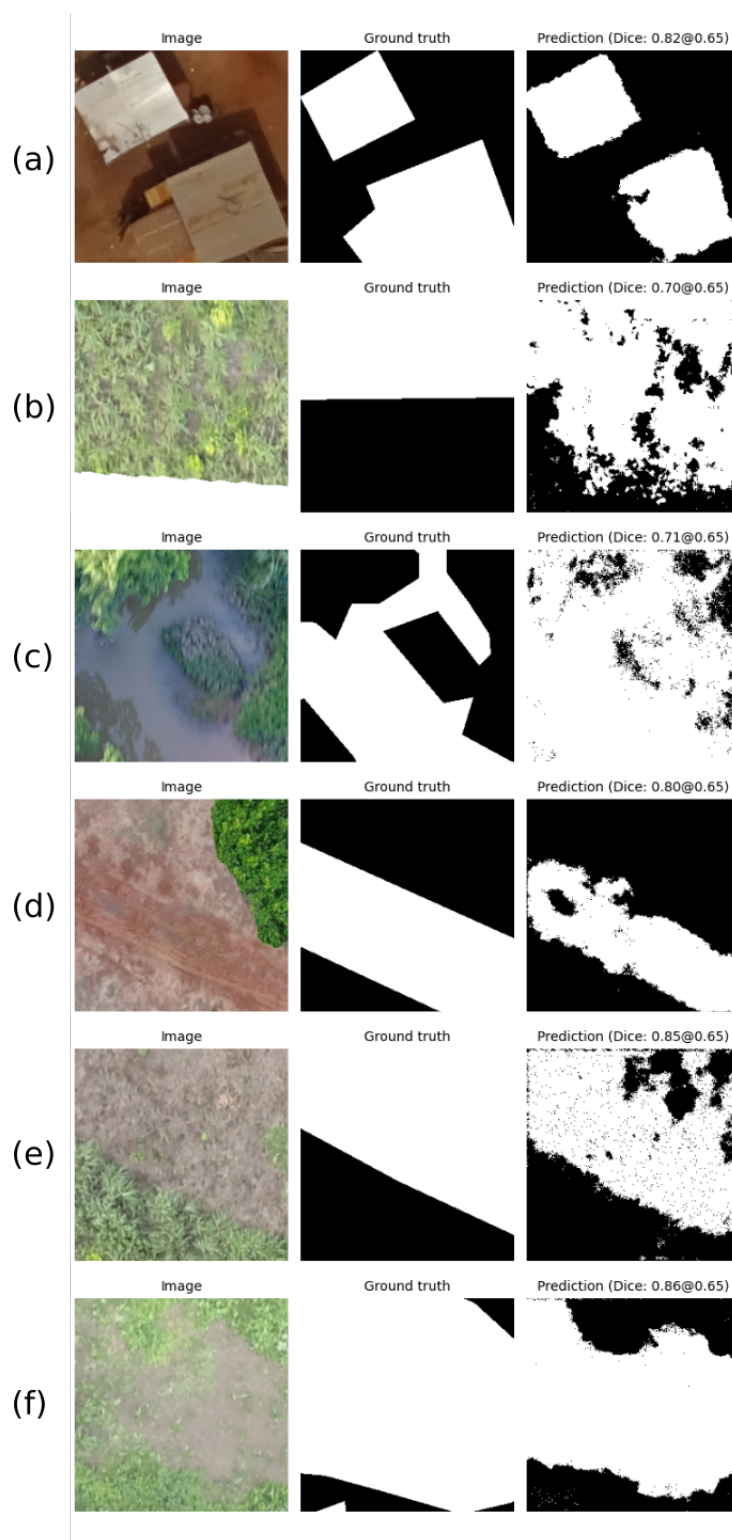 Image Ground truth Prediction (Dice: 0.82@0.65)
(a)
Image Ground truth Prediction (Dice: 0.70@0.65)
(b)
Image Ground truth Prediction (Dice: 0.71@0.65)
(c)
Image Ground truth Prediction (Dice: 0.80@0.65)
(d)
Image Ground truth Prediction (Dice: 0.85@0.65)
(e)
Image Ground truth Prediction (Dice: 0.86@0.65)
(f)